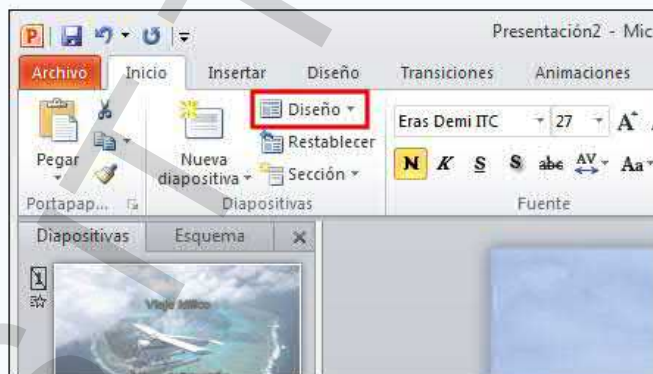 Presentación2 - Mic
Archivo Inicio Insertar Diseño Transiciones Animaciones
Pegar
Nueva diapositiva
Diseño
Restablecer
Sección
Eras Demi ITC 27 A
N K S S abc AV Aa
Portapap... Diapositivas Fuente
Diapositivas Esquema
1
Viaje